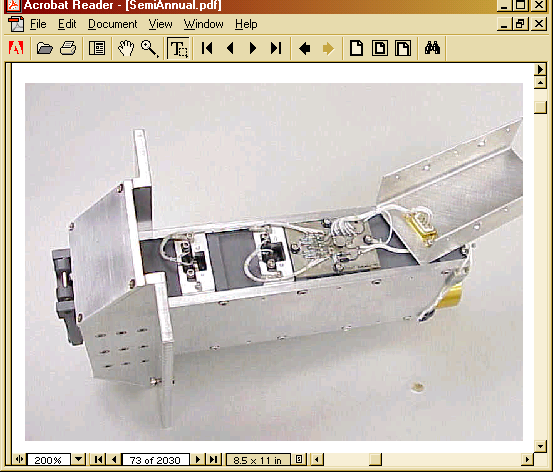 Acrobat Reader - [SemiAnnual.pdf]
File Edit Document View Window Help
200% 73 of 2030 8.5 x 11 in